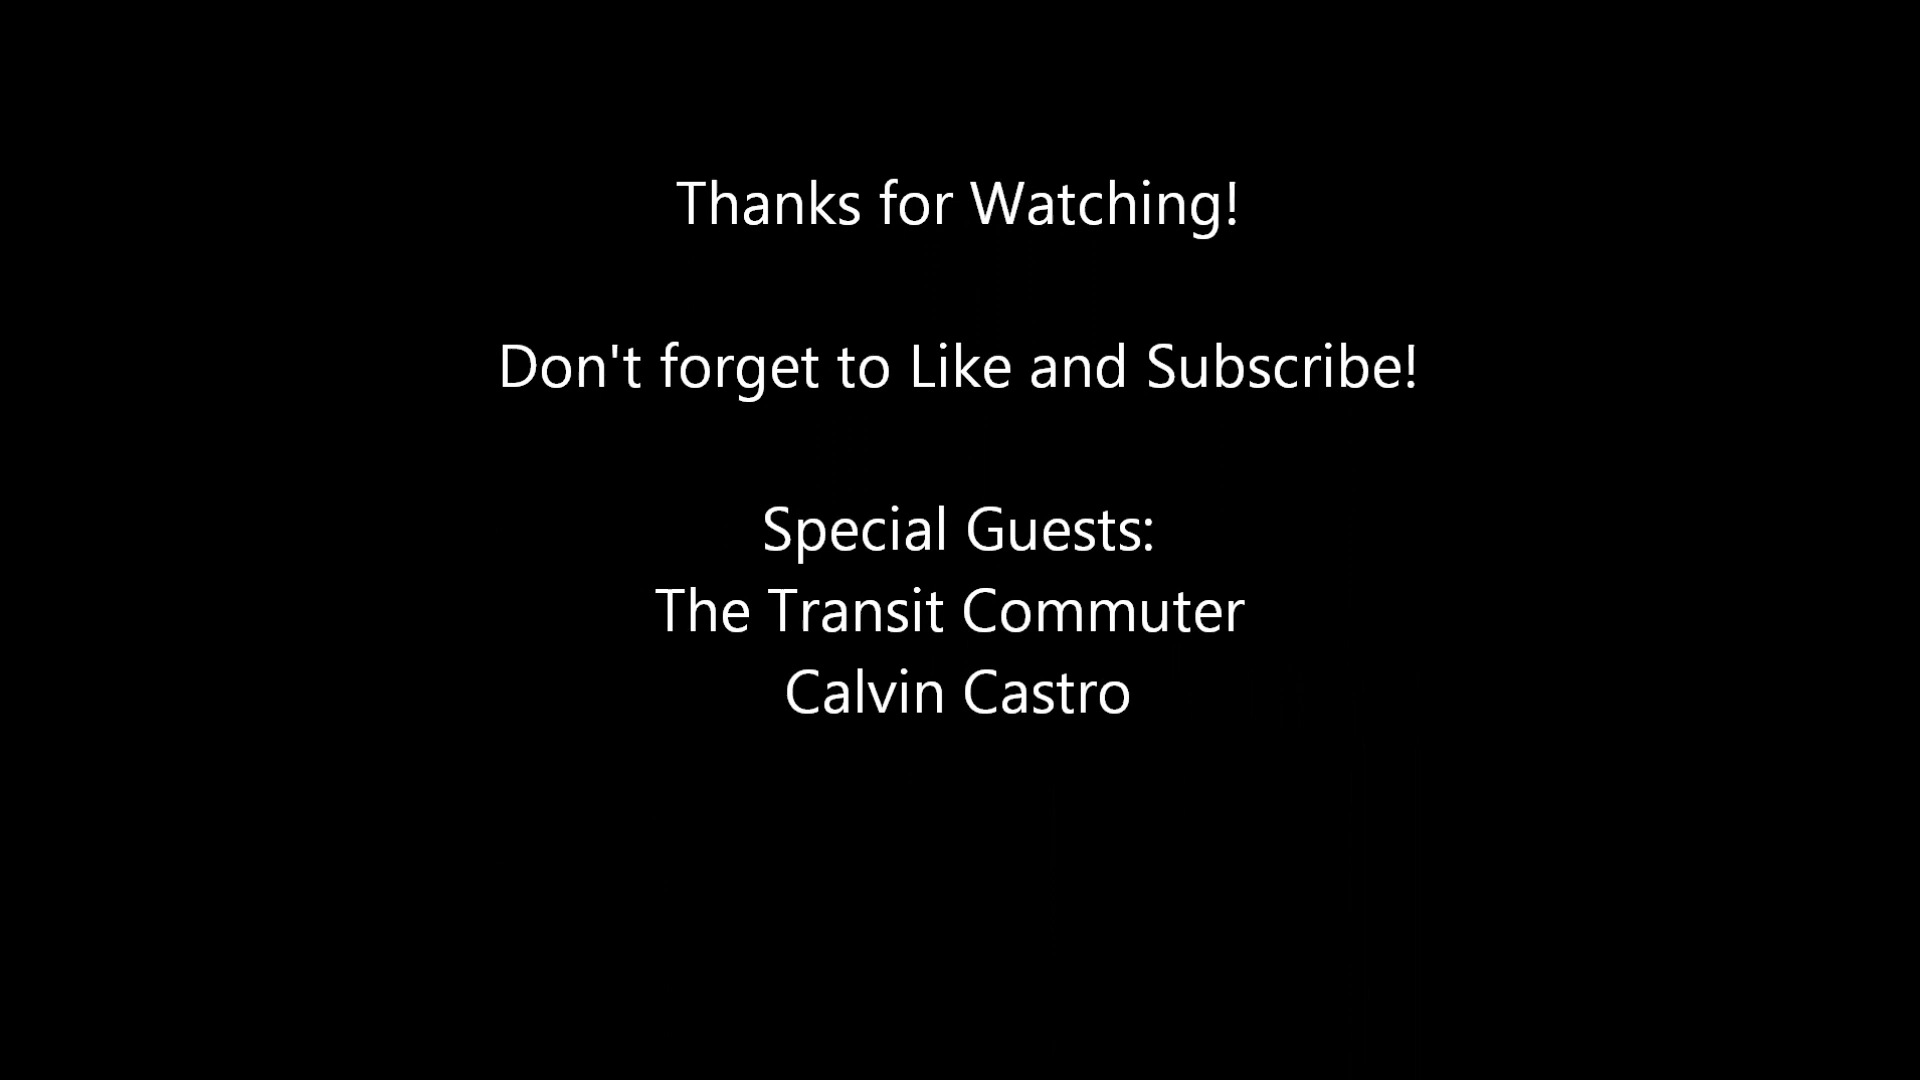 Thanks for Watching!
Don't forget to Like and Subscribe!
Special Guests:
The Transit Commuter
Calvin Castro